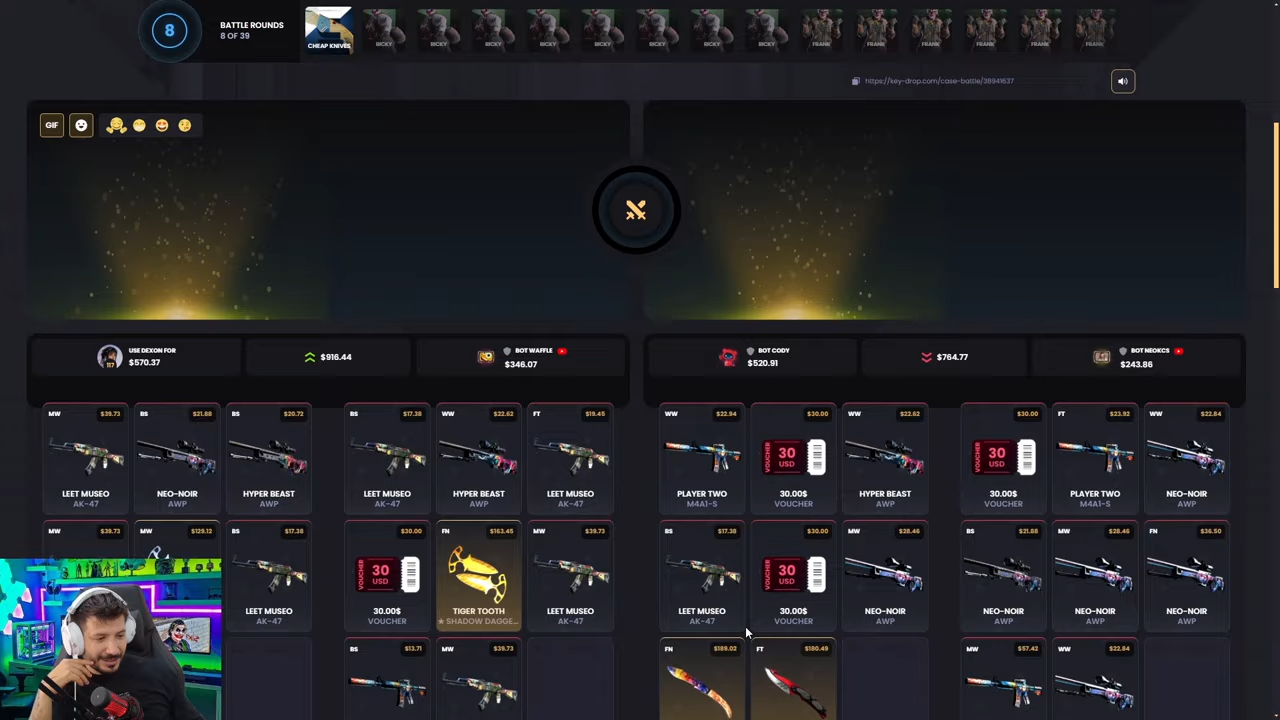 8
BATTLE ROUNDS
8 OF 39
CHEAP KNIVES
RICKY
RICKY
RICKY
RICKY
RICKY
RICKY
RICKY
RICKY
FRANK
FRANK
FRANK
FRANK
FRANK
FRANK
https://key-drop.com/case-battle/38941637
GIF
117
USE DEXON FOR
$570.37
$916.44
BOT WAFFLE
$346.07
BOT CODY
$520.91
$764.77
BOT NEOKCS
$243.86
MW $39.73
LEET MUSEO
AK-47
BS $21.88
NEO-NOIR
AWP
BS $20.72
HYPER BEAST
AWP
BS $17.38
LEET MUSEO
AK-47
WW $22.62
HYPER BEAST
AWP
FT $19.45
LEET MUSEO
AK-47
WW $22.94
PLAYER TWO
M4A1-S
$30.00
VOUCHER 30 USD
30.00$
VOUCHER
WW $22.62
HYPER BEAST
AWP
$30.00
VOUCHER 30 USD
30.00$
VOUCHER
FT $23.92
PLAYER TWO
M4A1-S
WW $22.84
NEO-NOIR
AWP
MW $39.73
MW $129.12
BS $17.38
LEET MUSEO
AK-47
$30.00
VOUCHER 30 USD
30.00$
VOUCHER
FN $163.45
TIGER TOOTH
★ SHADOW DAGGE...
MW $39.73
LEET MUSEO
AK-47
BS $17.38
LEET MUSEO
AK-47
$30.00
VOUCHER 30 USD
30.00$
VOUCHER
MW $28.46
NEO-NOIR
AWP
BS $21.88
NEO-NOIR
AWP
MW $28.46
NEO-NOIR
AWP
FN $36.50
NEO-NOIR
AWP
BS $13.71
MW $39.73
FN $189.02
FT $180.49
MW $57.42
WW $22.84